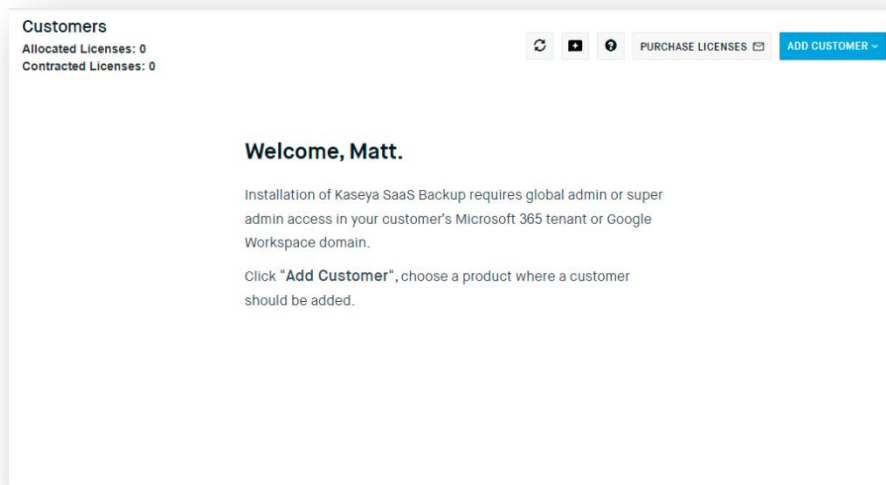 Customers
Allocated Licenses: 0
Contracted Licenses: 0
PURCHASE LICENSES
ADD CUSTOMER
Welcome, Matt.
Installation of Kaseya SaaS Backup requires global admin or super
admin access in your customer's Microsoft 365 tenant or Google
Workspace domain.
Click "Add Customer", choose a product where a customer
should be added.